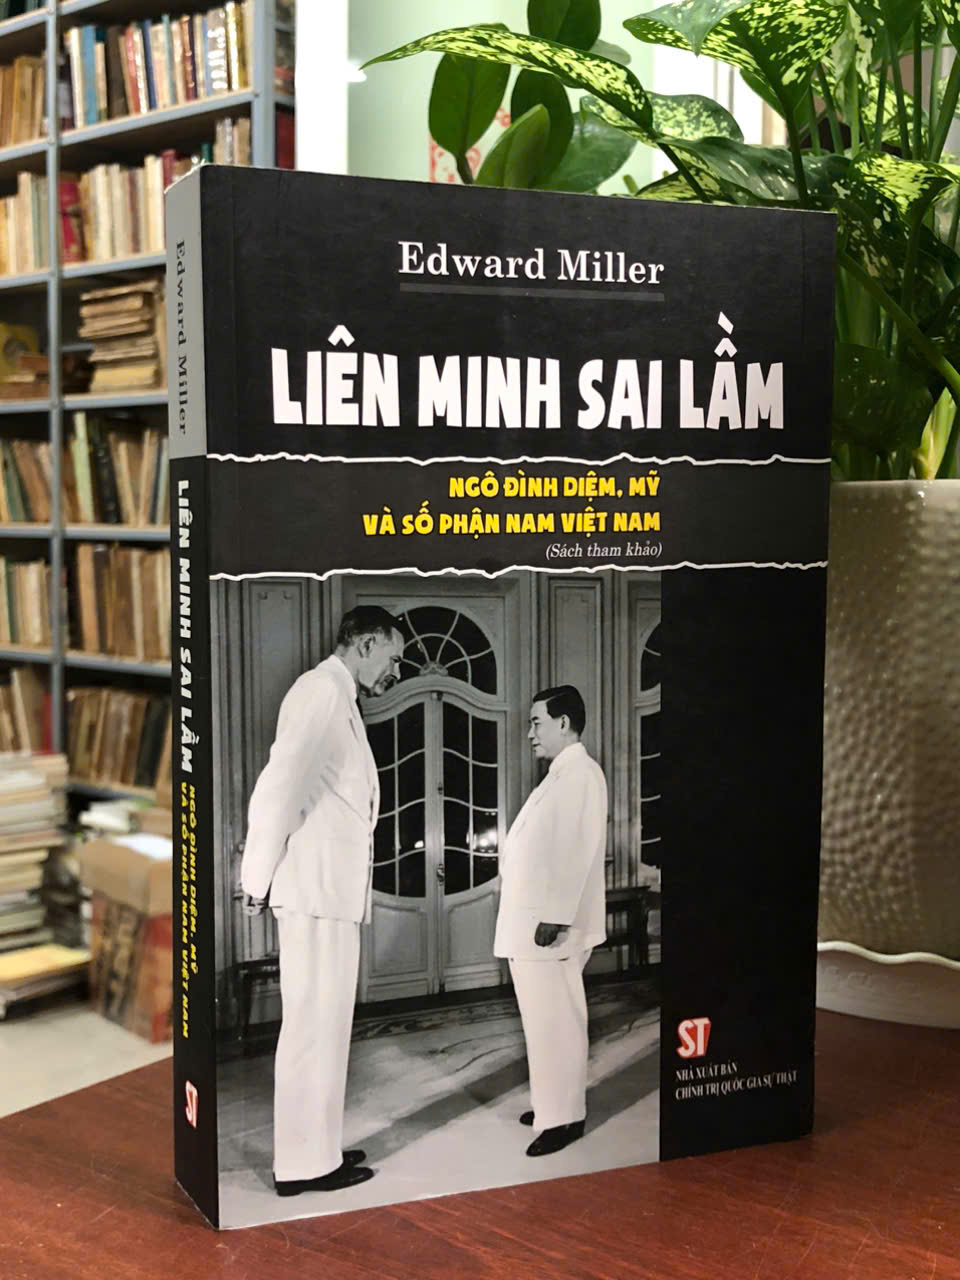 Edward Miller
LIÊN MINH SAI LẦM
NGÔ ĐÌNH DIỆM, MỸ
VÀ SỐ PHẬN NAM VIỆT NAM
(Sách tham khảo)
ST
NHÀ XUẤT BẢN
CHÍNH TRỊ QUỐC GIA SỰ THẬT
Edward Miller
LIÊN MINH SAI LẦM
NGÔ ĐÌNH DIỆM, MỸ
VÀ SỐ PHẬN NAM VIỆT NAM
ST